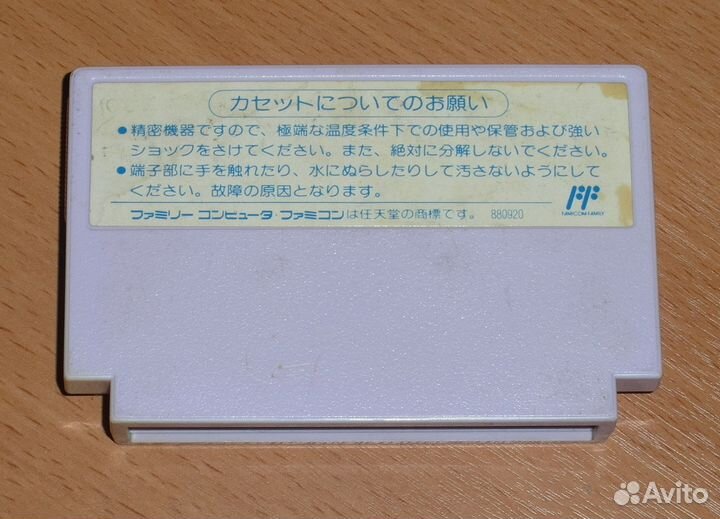 カセットについてのお願い
●精密機器ですので、極端な温度条件下での使用や保管および強い
ショックをさけてください。また、絶対に分解しないでください。
●端子部に手を触れたり、水にぬらしたりして汚さないようにして
ください。故障の原因となります。
FF
FAMICOM FAMILY
ファミリー コンピュータ・ファミコンは任天堂の商標です。 880920
Avito